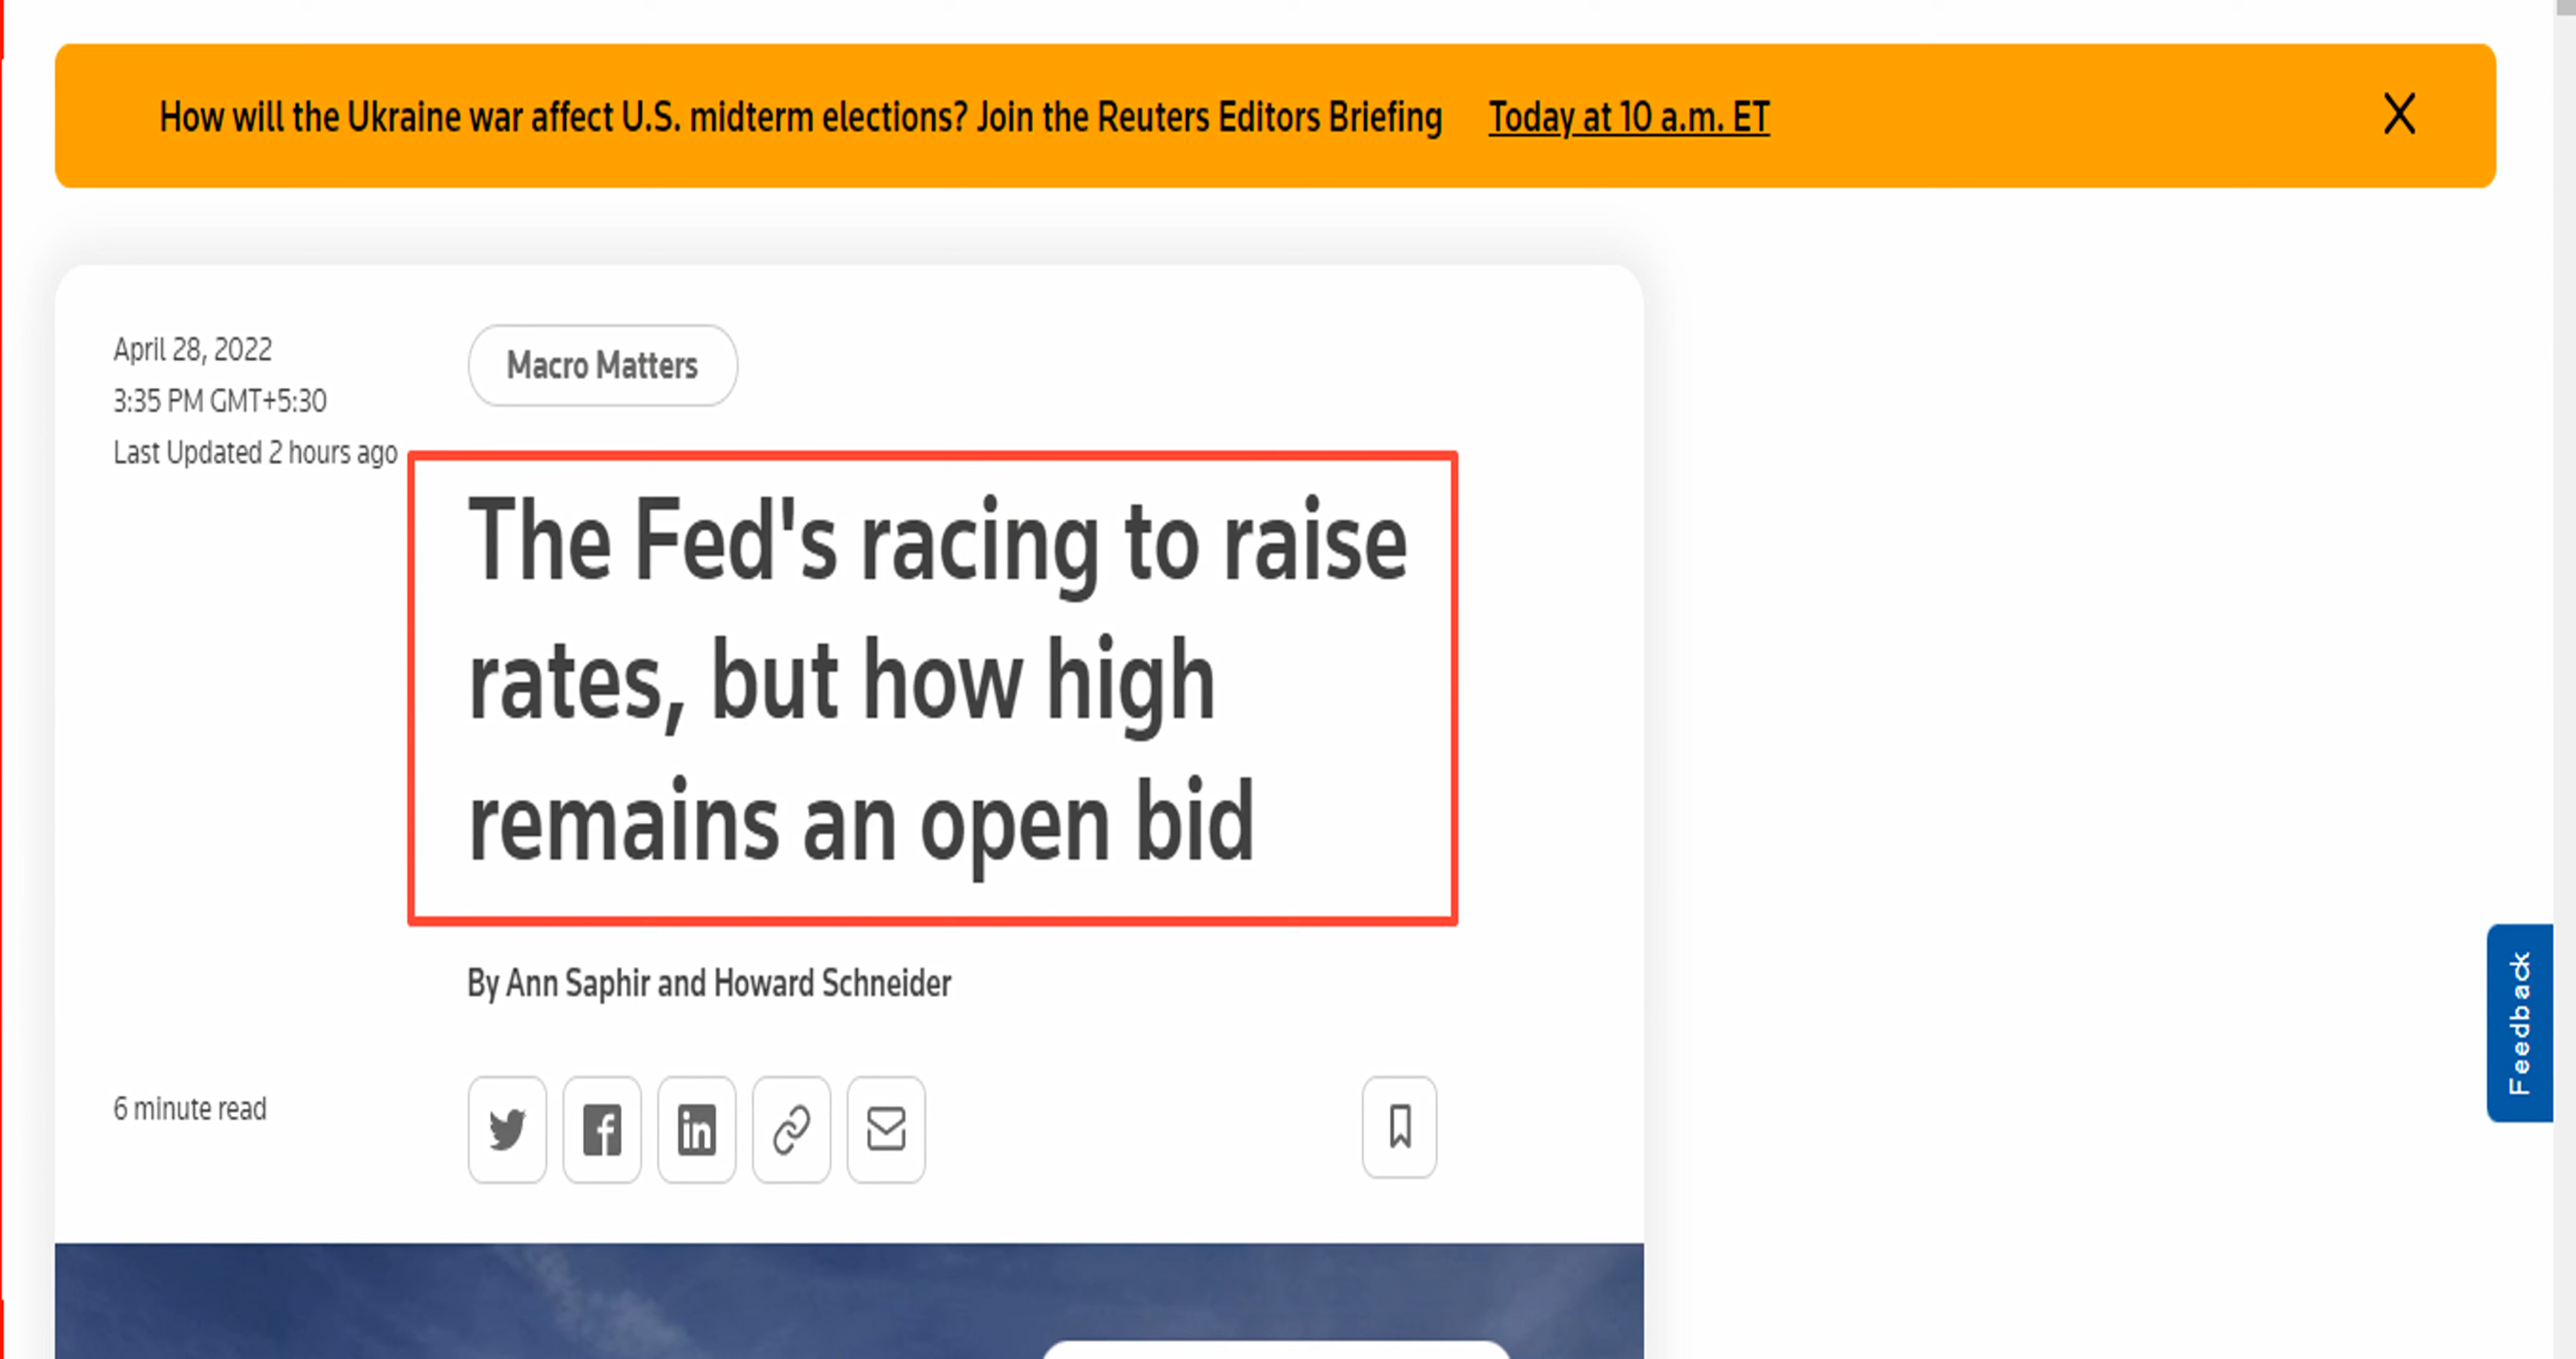 How will the Ukraine war affect U.S. midterm elections? Join the Reuters Editors Briefing Today at 10 a.m. ET
April 28, 2022
3:35 PM GMT+5:30
Last Updated 2 hours ago
Macro Matters
The Fed's racing to raise
rates, but how high
remains an open bid
By Ann Saphir and Howard Schneider
6 minute read
Feedback